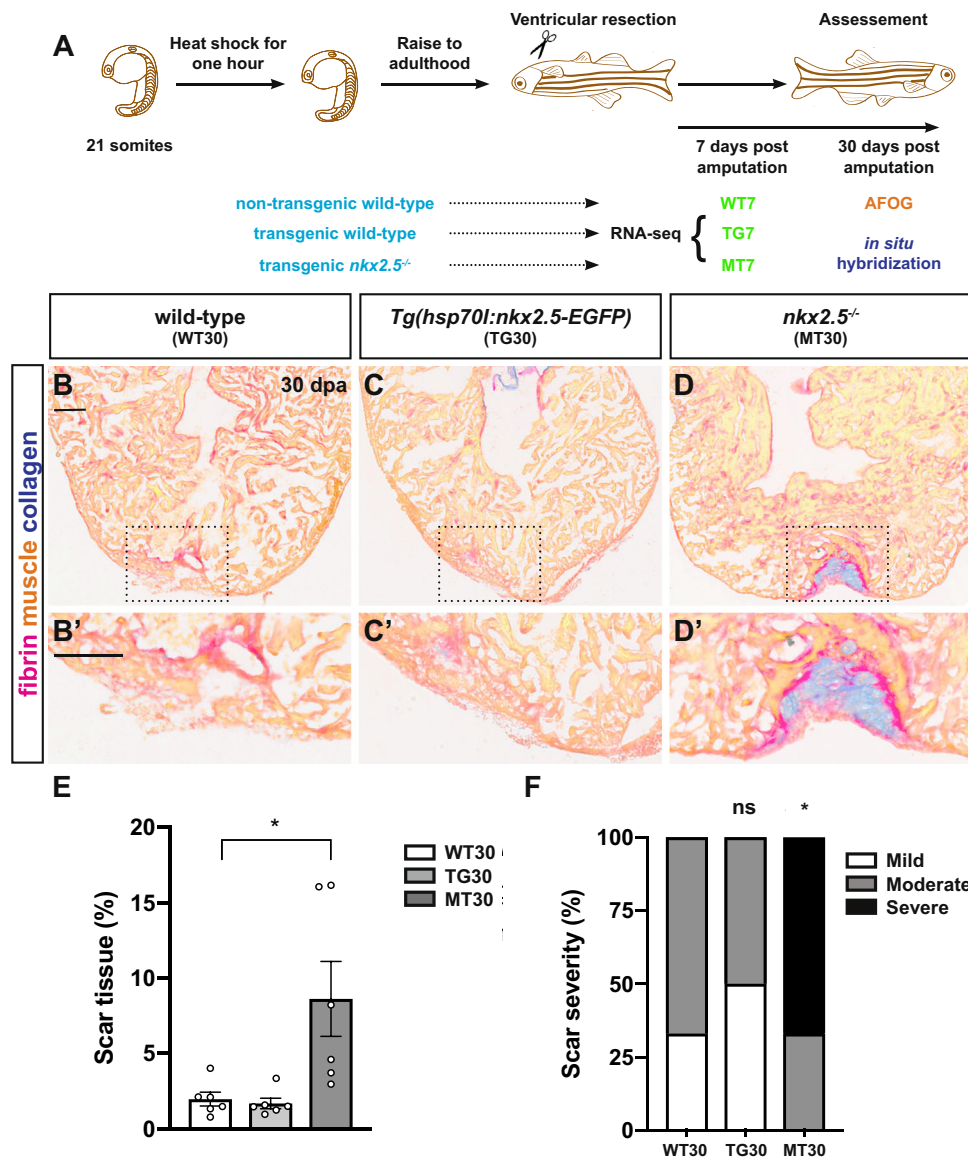 A
Heat shock for
one hour
Raise to
adulthood
Ventricular resection
Assessement
21 somites
7 days post
amputation
30 days post
amputation
non-transgenic wild-type
WT7
AFOG
transgenic wild-type
RNA-seq
{
TG7
in situ
hybridization
transgenic nkx2.5-/-
MT7
wild-type
(WT30)
Tg(hsp70l:nkx2.5-EGFP)
(TG30)
nkx2.5-/-
(MT30)
fibrin muscle collagen
B
30 dpa
C
D
B'
C'
D'
E
Scar tissue (%)
20
15
10
5
0
*
WT30
TG30
MT30
F
Scar severity (%)
100
75
50
25
0
ns
*
Mild
Moderate
Severe
WT30
TG30
MT30